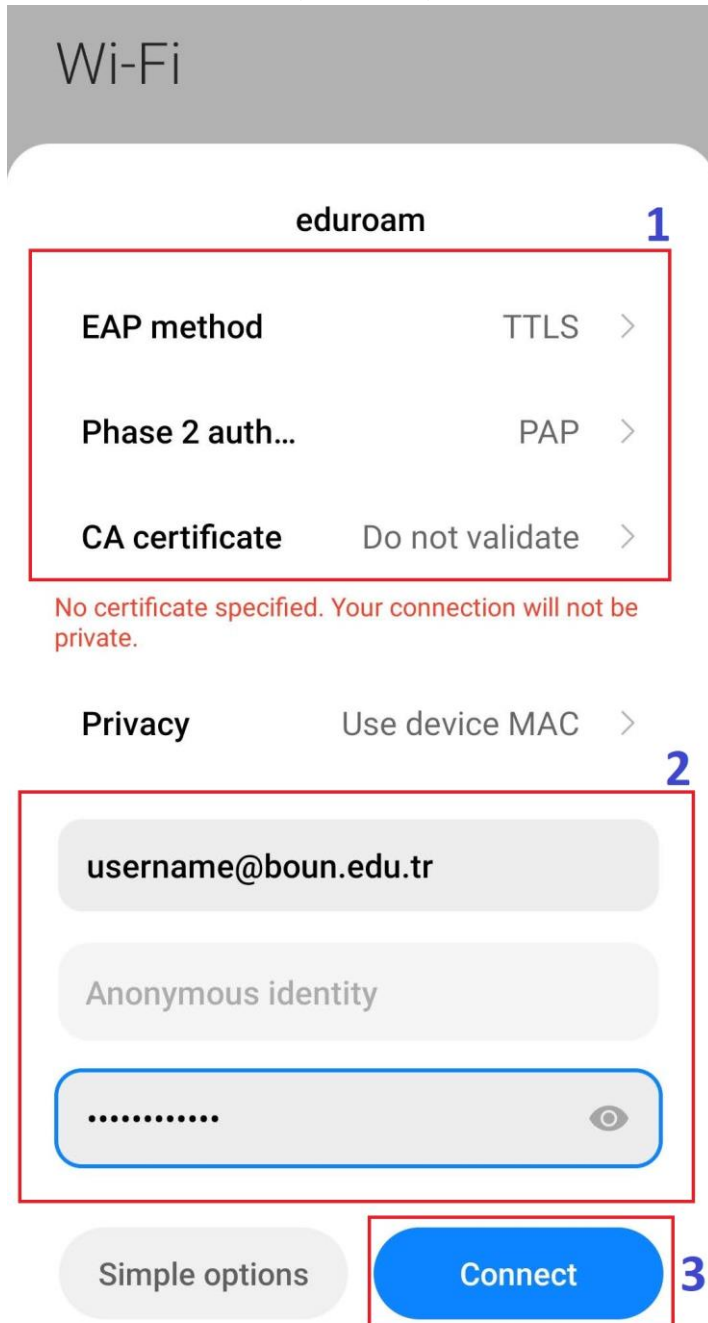 Wi-Fi
eduroam
1
EAP method TTLS
Phase 2 auth... PAP
CA certificate Do not validate
No certificate specified. Your connection will not be
private.
Privacy Use device MAC
2
username@boun.edu.tr
Anonymous identity
••••••••••••
Simple options Connect 3